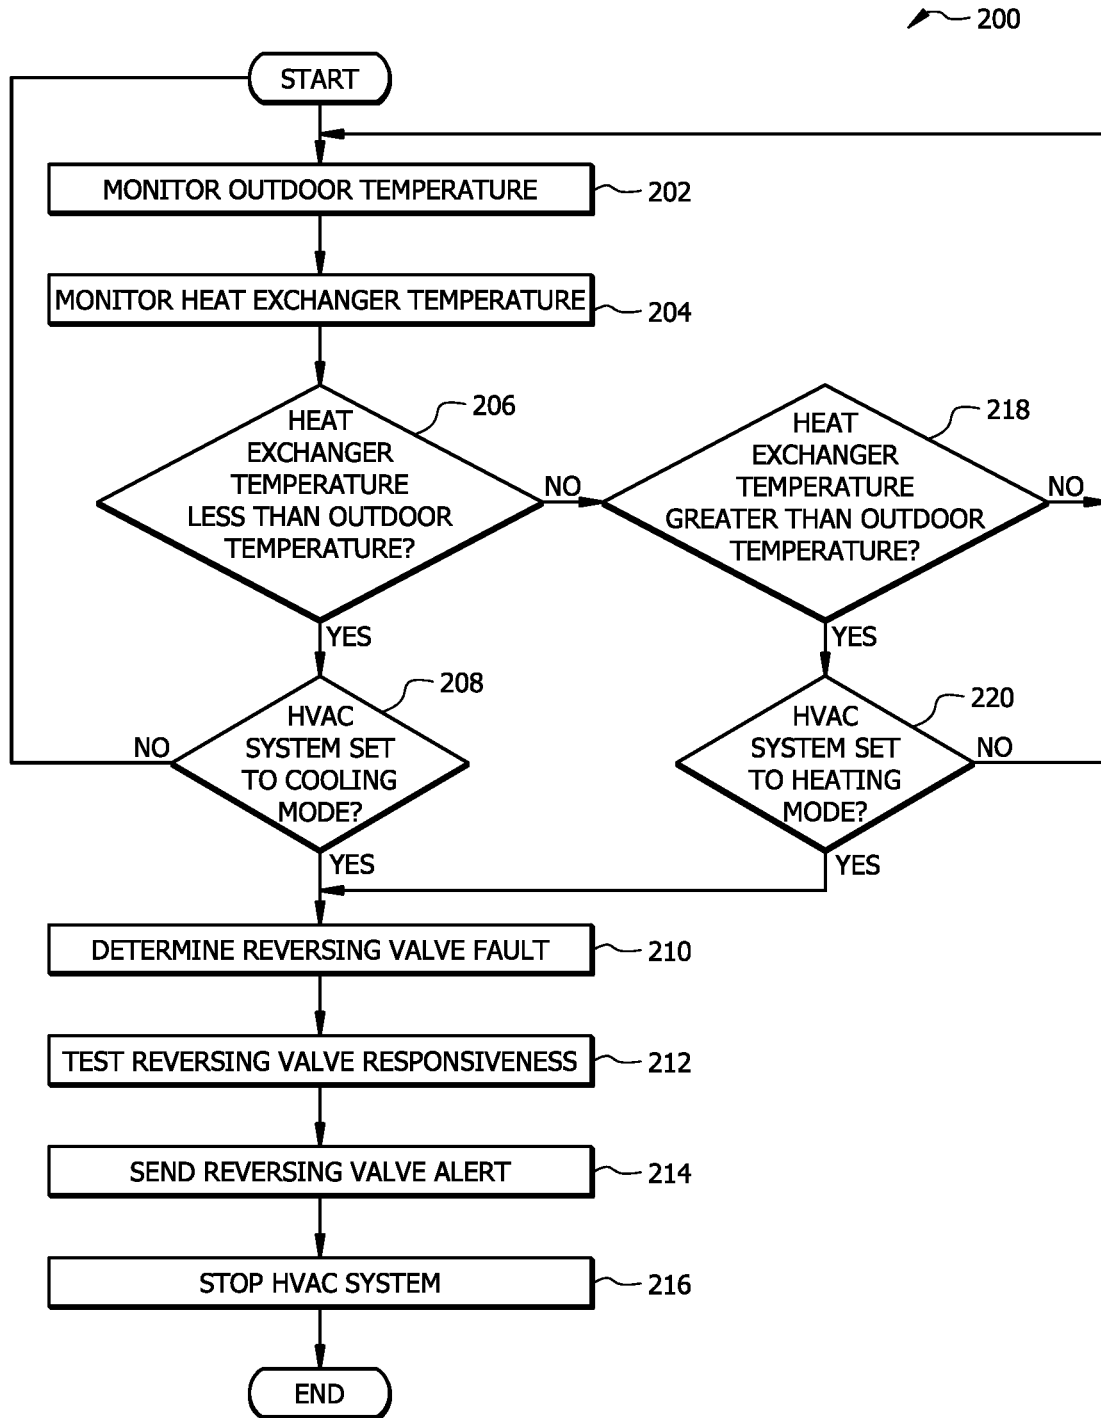 200
START
MONITOR OUTDOOR TEMPERATURE
202
MONITOR HEAT EXCHANGER TEMPERATURE
204
HEAT
EXCHANGER
TEMPERATURE
LESS THAN OUTDOOR
TEMPERATURE?
206
NO
YES
HEAT
EXCHANGER
TEMPERATURE
GREATER THAN OUTDOOR
TEMPERATURE?
218
NO
YES
HVAC
SYSTEM SET
TO COOLING
MODE?
208
NO
YES
HVAC
SYSTEM SET
TO HEATING
MODE?
220
NO
YES
DETERMINE REVERSING VALVE FAULT
210
TEST REVERSING VALVE RESPONSIVENESS
212
SEND REVERSING VALVE ALERT
214
STOP HVAC SYSTEM
216
END